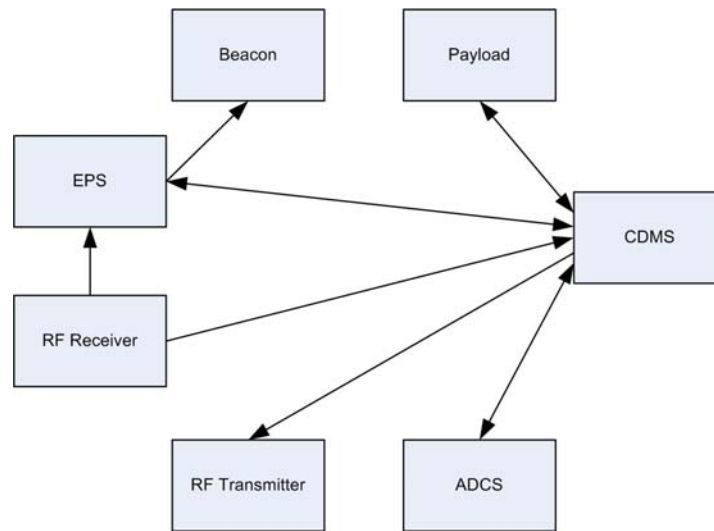 Beacon
Payload
EPS
CDMS
RF Receiver
RF Transmitter
ADCS